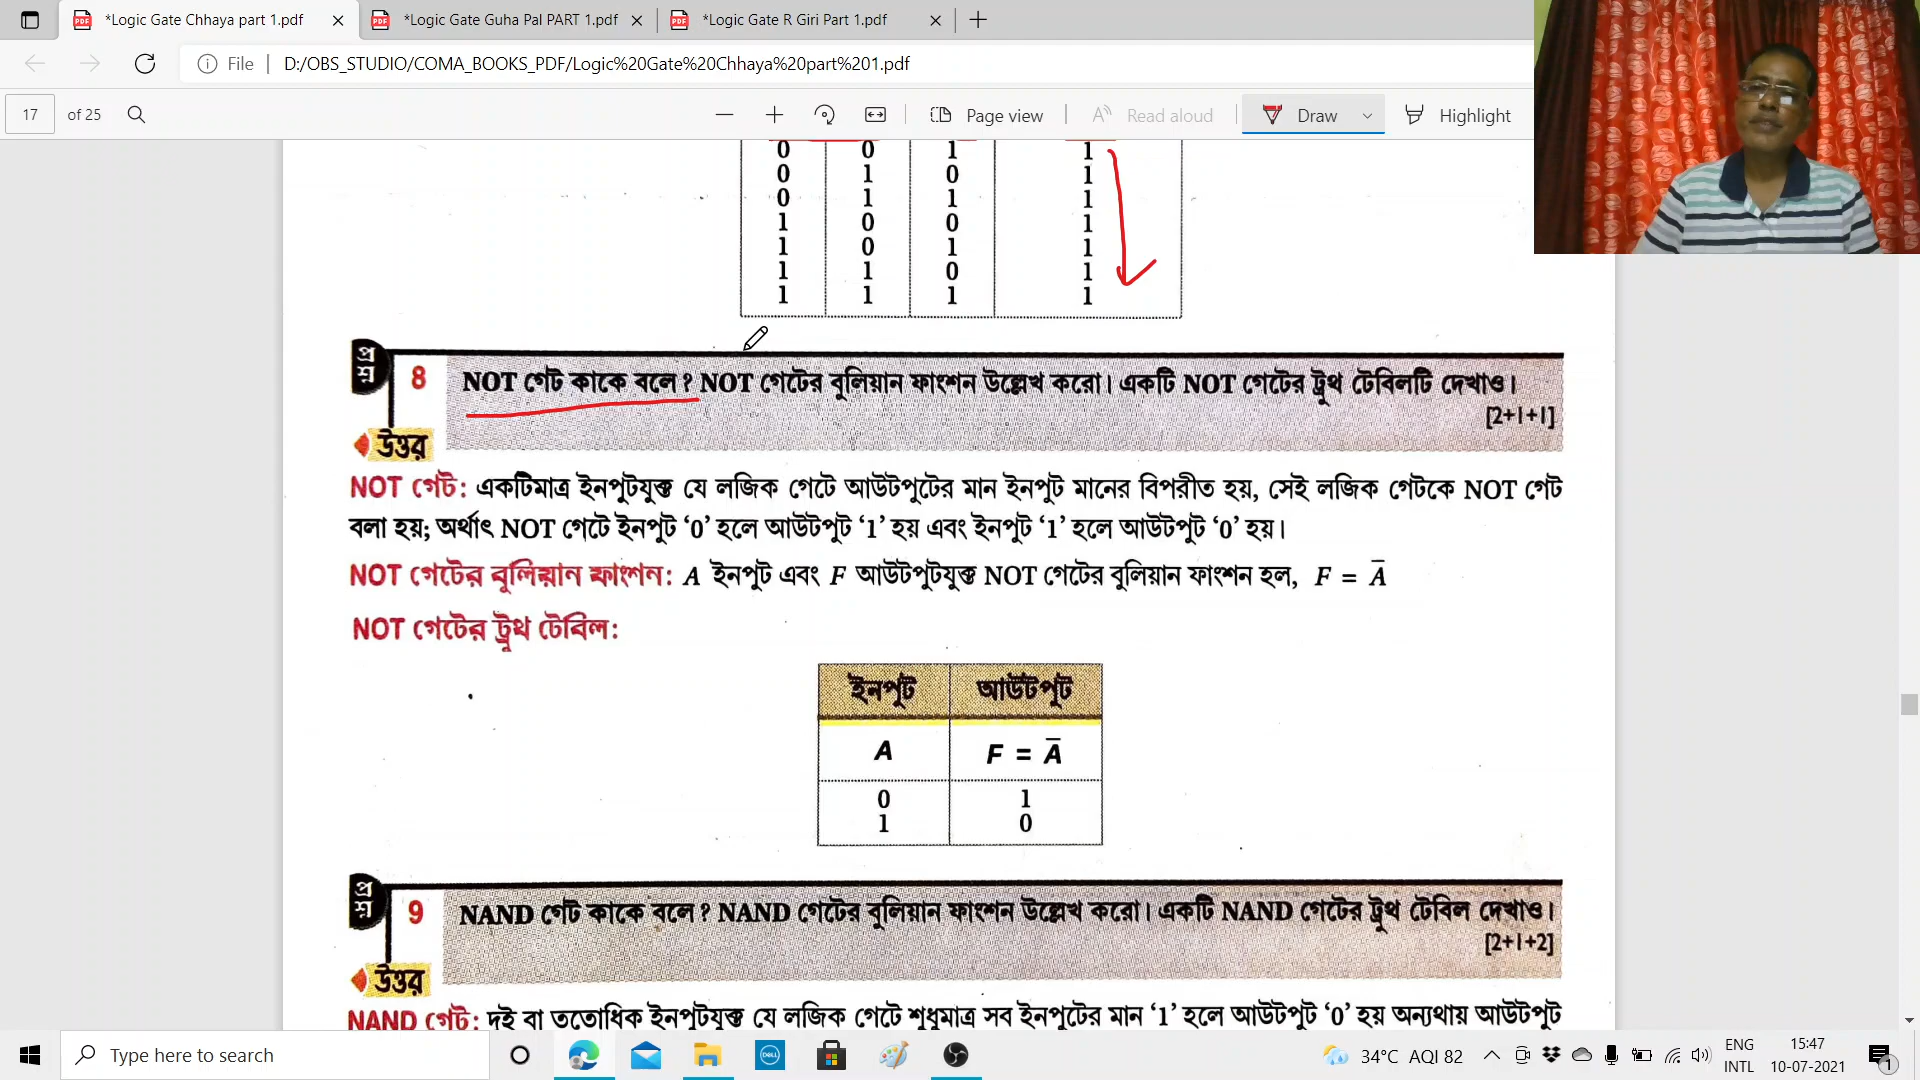 *Logic Gate Chhaya part 1.pdf
*Logic Gate Guha Pal PART 1.pdf
*Logic Gate R Giri Part 1.pdf
File D:/OBS_STUDIO/COMA_BOOKS_PDF/Logic%20Gate%20Chhaya%20part%201.pdf
17 of 25 Page view Read aloud Draw Highlight
0 0 1 1
0 1 0 1
0 1 1 1
1 0 0 1
1 0 1 1
1 1 0 1
1 1 1 1
প্রশ্ন 8 NOT গেট কাকে বলে ? NOT গেটের বুলিয়ান ফাংশন উল্লেখ করো। একটি NOT গেটের ট্রুথ টেবিলটি দেখাও।
[2+1+1]
উত্তর
NOT গেট: একটিমাত্র ইনপুটযুক্ত যে লজিক গেটে আউটপুটের মান ইনপুট মানের বিপরীত হয়, সেই লজিক গেটকে NOT গেট
বলা হয়; অর্থাৎ NOT গেটে ইনপুট ‘0’ হলে আউটপুট ‘1’ হয় এবং ইনপুট ‘1’ হলে আউটপুট ‘0’ হয়।
NOT গেটের বুলিয়ান ফাংশন: A ইনপুট এবং F আউটপুটযুক্ত NOT গেটের বুলিয়ান ফাংশন হল, F = A̅
NOT গেটের ট্রুথ টেবিল:
ইনপুট আউটপুট
A F = A̅
0 1
1 0
প্রশ্ন 9 NAND গেট কাকে বলে ? NAND গেটের বুলিয়ান ফাংশন উল্লেখ করো। একটি NAND গেটের ট্রুথ টেবিল দেখাও।
[2+1+2]
উত্তর
NAND গেট: দুই বা ততোধিক ইনপুটযুক্ত যে লজিক গেটে শুধুমাত্র সব ইনপুটের মান ‘1’ হলে আউটপুট ‘0’ হয় অন্যথায় আউটপুট
Type here to search
DELL
34°C AQI 82
ENG
INTL
15:47
10-07-2021
1